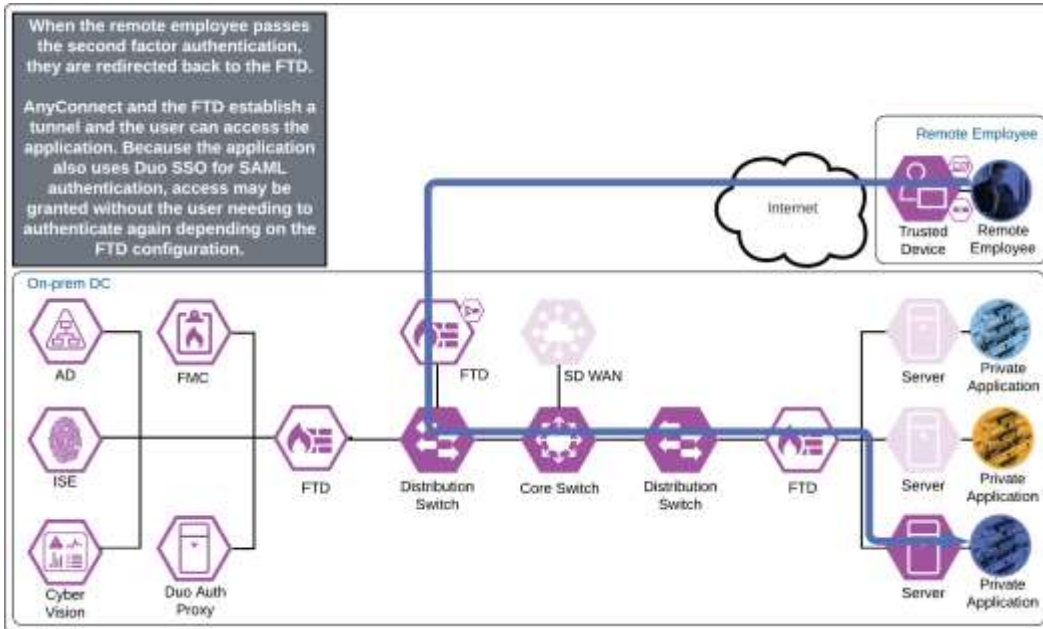 When the remote employee passes
the second factor authentication,
they are redirected back to the FTD.
AnyConnect and the FTD establish a
tunnel and the user can access the
application. Because the application
also uses Duo SSO for SAML
authentication, access may be
granted without the user needing to
authenticate again depending on the
FTD configuration.
Remote Employee
Internet
Trusted
Device
Remote
Employee
On-prem DC
AD
FMC
FTD
SD WAN
Server
Private
Application
ISE
FTD
Distribution
Switch
Core Switch
Distribution
Switch
FTD
Server
Private
Application
Cyber
Vision
Duo Auth
Proxy
Server
Private
Application